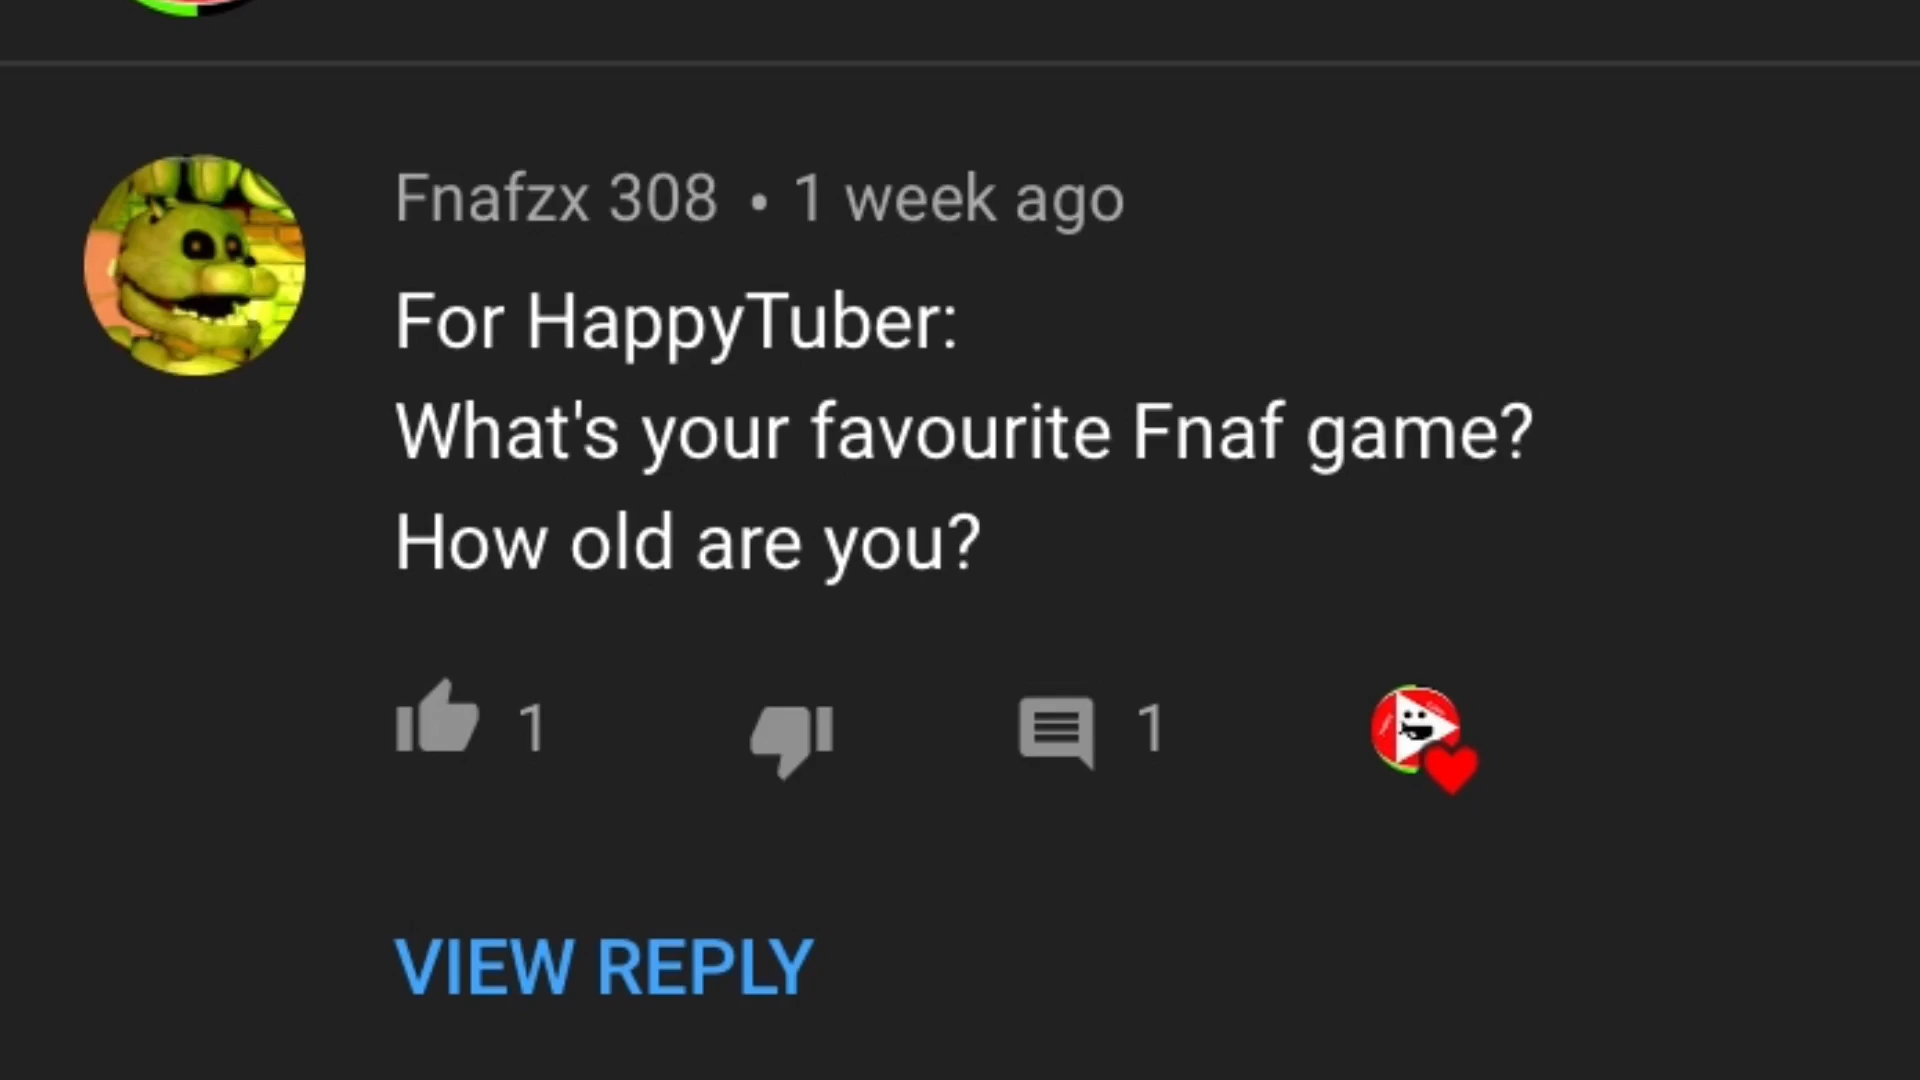 Fnafzx 308 • 1 week ago
For HappyTuber:
What's your favourite Fnaf game?
How old are you?
1
1
VIEW REPLY